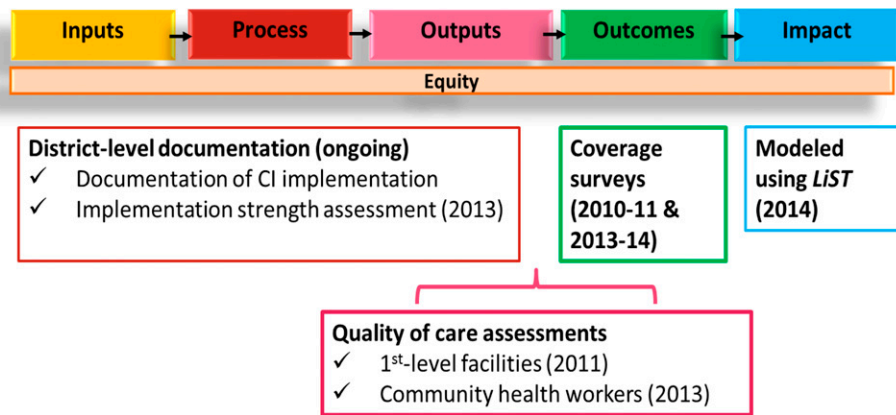 Inputs
Process
Outputs
Outcomes
Impact
Equity
District-level documentation (ongoing)
✓ Documentation of CI implementation
✓ Implementation strength assessment (2013)
Coverage
surveys
(2010-11 &
2013-14)
Modeled
using LiST
(2014)
Quality of care assessments
✓ 1st-level facilities (2011)
✓ Community health workers (2013)